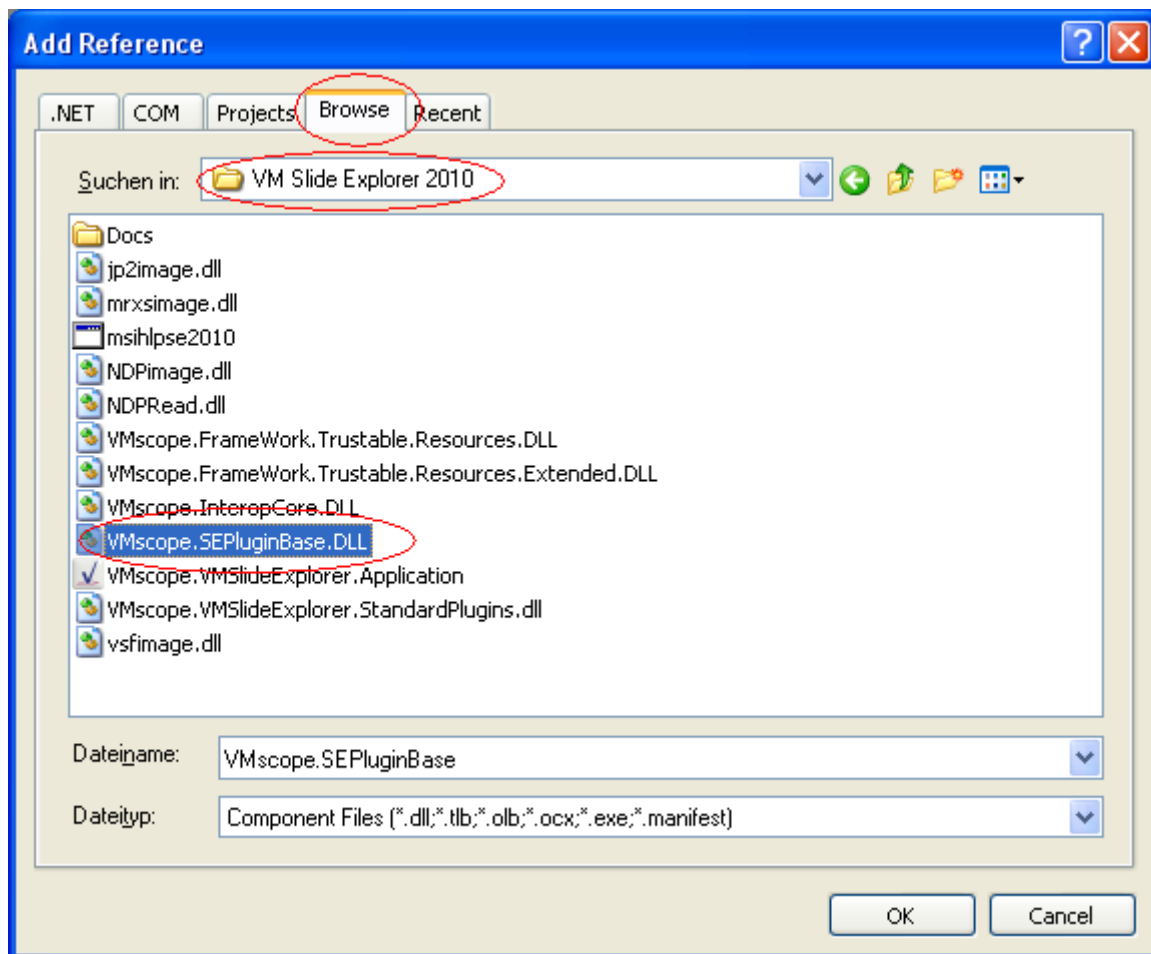 Add Reference
.NET COM Projects Browse Recent
Suchen in: VM Slide Explorer 2010
Docs
jp2image.dll
mrxsimage.dll
msihlpse2010
NDPimage.dll
NDPRead.dll
VMscope.FrameWork.Trustable.Resources.DLL
VMscope.FrameWork.Trustable.Resources.Extended.DLL
VMscope.InteropCore.DLL
VMscope.SEPluginBase.DLL
VMscope.VMSlideExplorer.Application
VMscope.VMSlideExplorer.StandardPlugins.dll
vsfimage.dll
Dateiname: VMscope.SEPluginBase
Dateityp: Component Files (*.dll;*.tlb;*.olb;*.ocx;*.exe;*.manifest)
OK Cancel